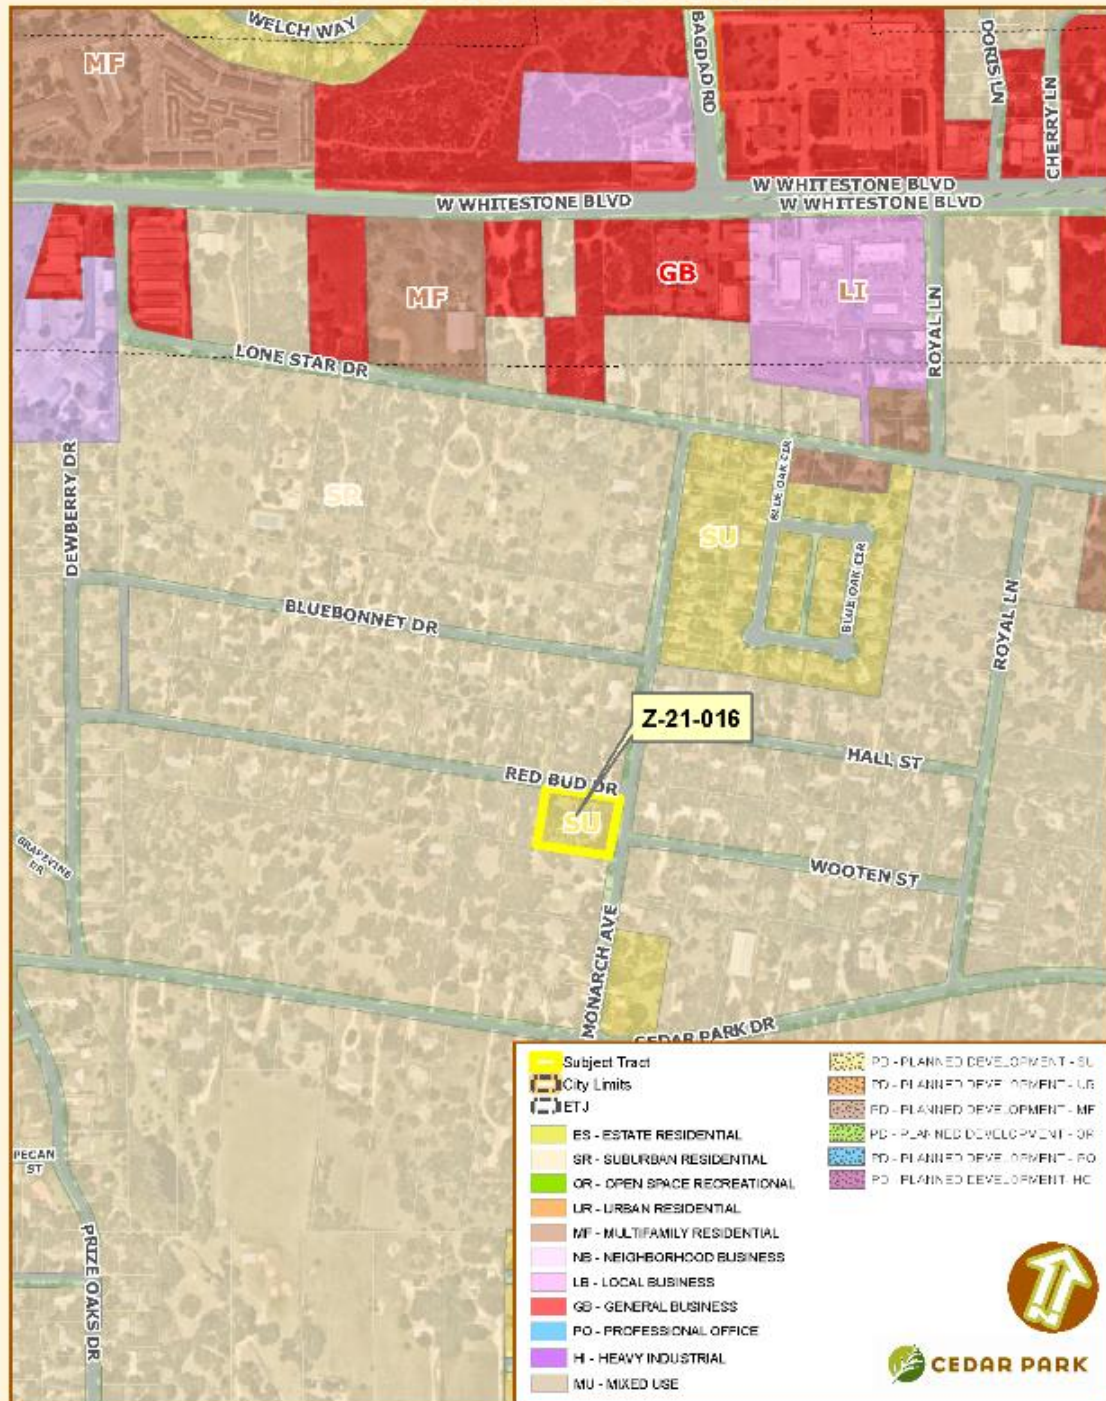 WELCH WAY
MF
BAGDAD RD
DORIS LN
CHERRY LN
W WHITESTONE BLVD
W WHITESTONE BLVD
W WHITESTONE BLVD
GB
MF
LI
ROYAL LN
LONE STAR DR
DEWBERRY DR
SR
BLUE OAK CIR
SU
BLUE OAK CIR
BLUEBONNET DR
ROYAL LN
Z-21-016
HALL ST
RED BUD DR
SU
GRAPEVINE
DR
WOOTEN ST
MONARCH AVE
CEDAR PARK DR
PECAN
ST
PRIZE OAKS DR
Subject Tract
City Limits
ETJ
ES - ESTATE RESIDENTIAL
SR - SUBURBAN RESIDENTIAL
OR - OPEN SPACE RECREATIONAL
UR - URBAN RESIDENTIAL
MF - MULTIFAMILY RESIDENTIAL
NB - NEIGHBORHOOD BUSINESS
LB - LOCAL BUSINESS
GB - GENERAL BUSINESS
PO - PROFESSIONAL OFFICE
HI - HEAVY INDUSTRIAL
MU - MIXED USE
PD - PLANNED DEVELOPMENT - SU
PD - PLANNED DEVELOPMENT - UR
PD - PLANNED DEVELOPMENT - MF
PD - PLANNED DEVELOPMENT - OR
PD - PLANNED DEVELOPMENT - PO
PD - PLANNED DEVELOPMENT- HC
N
CEDAR PARK